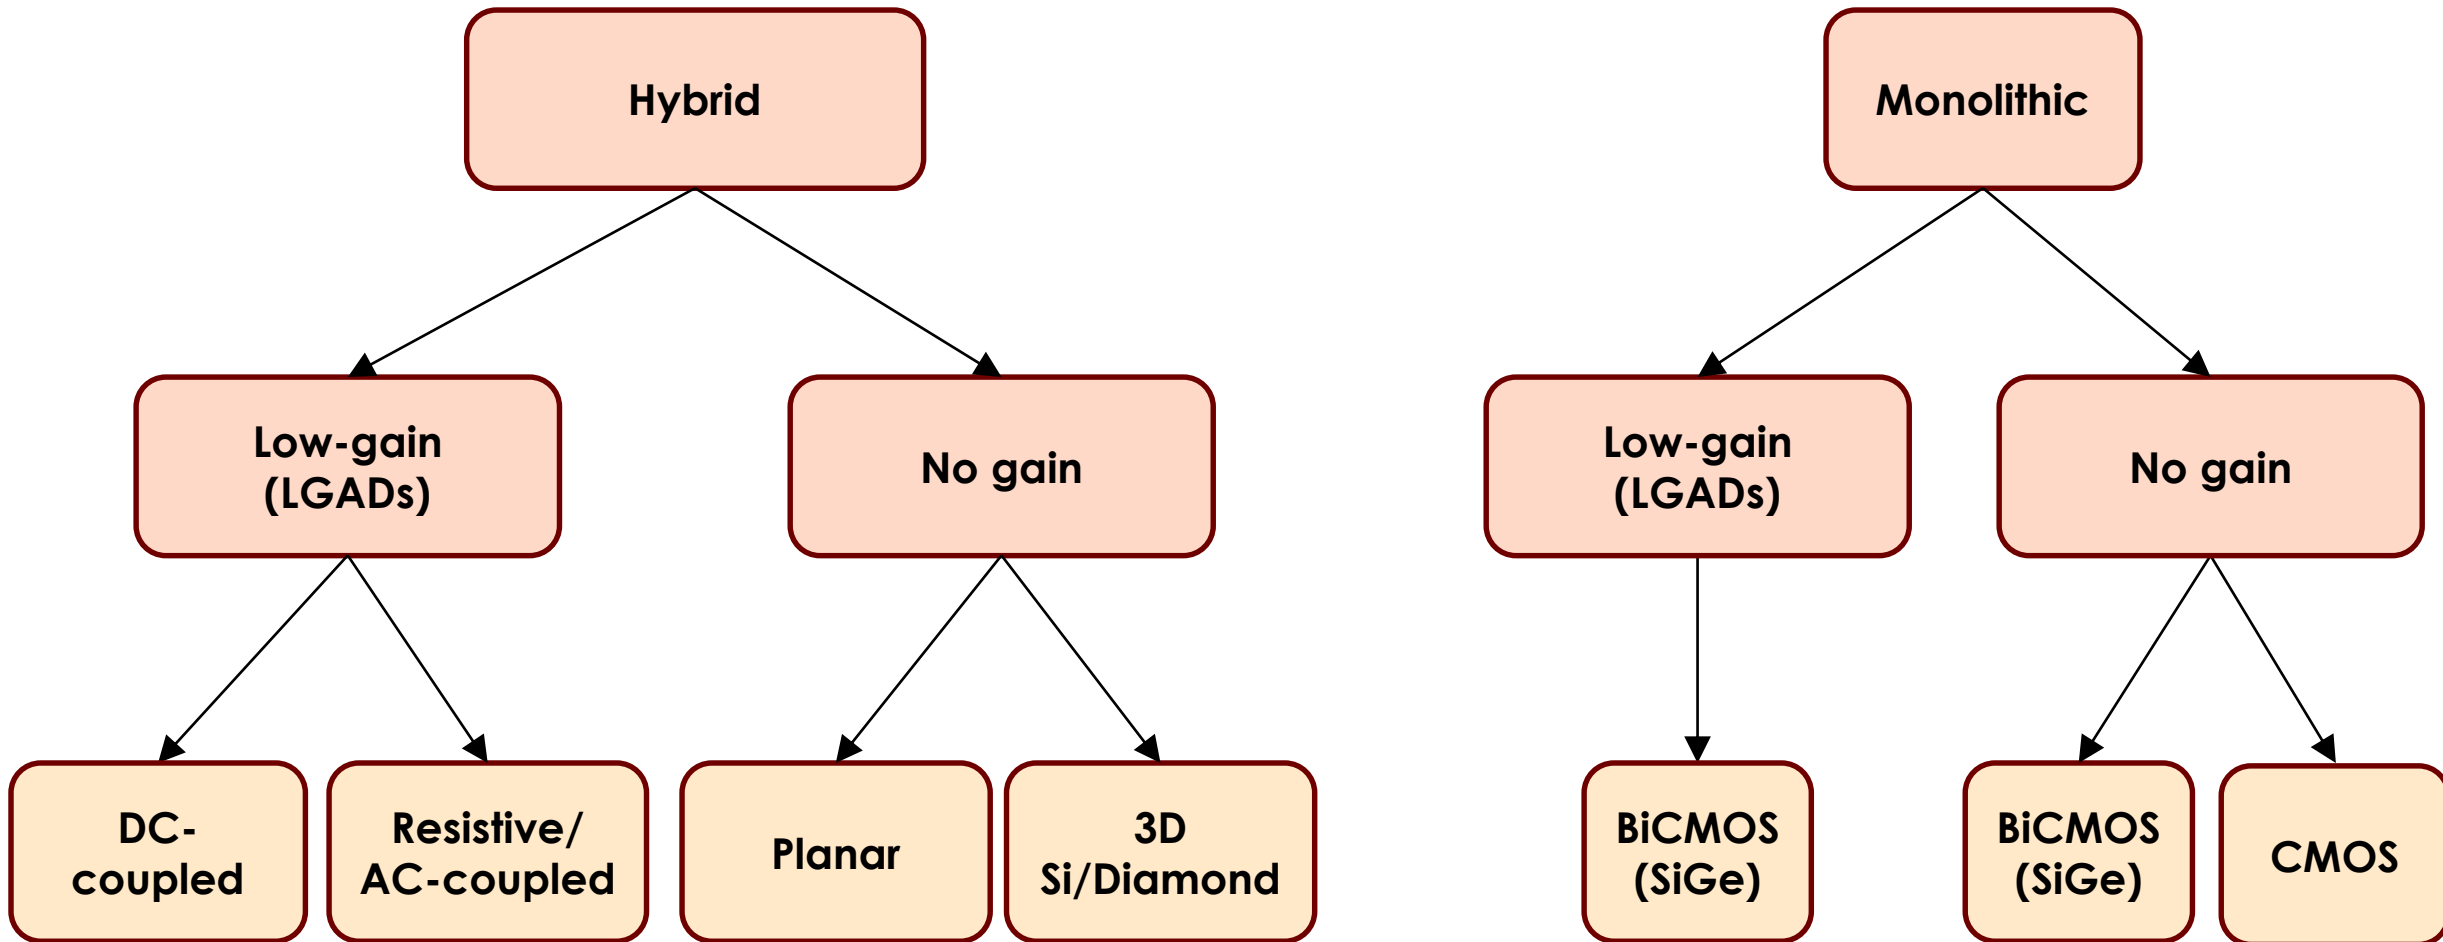 Hybrid
Monolithic
Low-gain
(LGADs)
No gain
Low-gain
(LGADs)
No gain
DC-
coupled
Resistive/
AC-coupled
Planar
3D
Si/Diamond
BiCMOS
(SiGe)
BiCMOS
(SiGe)
CMOS